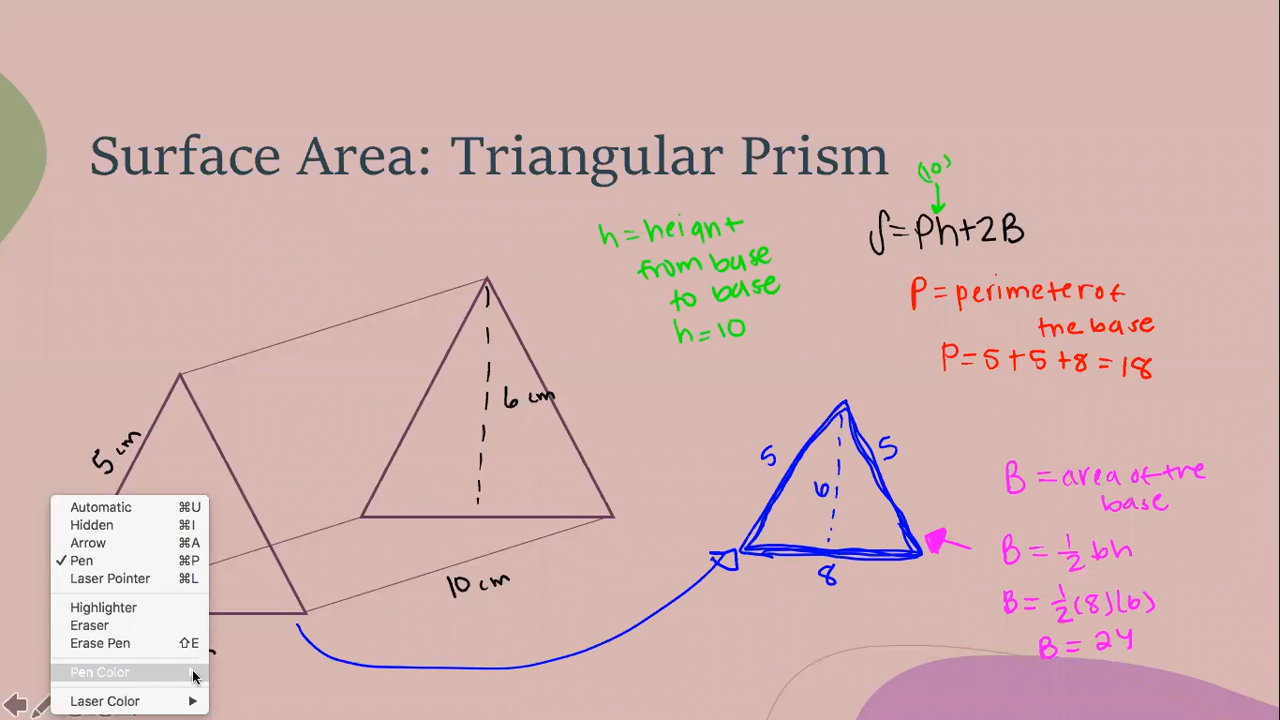 Surface Area: Triangular Prism
(10)
S=Ph+2B
h=height
from base
to base
h=10
P=perimeter of
the base
P=5+5+8=18
6 cm
5 cm
10 cm
5
5
6
8
B=area of the
base
B=½bh
B=½(8)(6)
B=24
Automatic ⌘U
Hidden ⌘I
Arrow ⌘A
✓ Pen ⌘P
Laser Pointer ⌘L
Highlighter
Eraser
Erase Pen ⇧E
Pen Color
Laser Color ▶